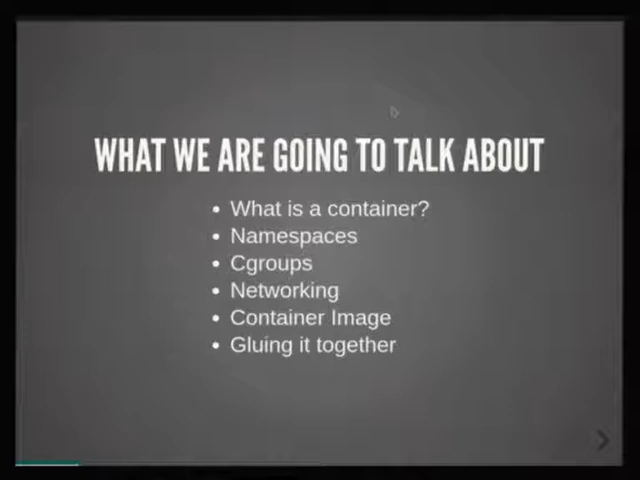 WHAT WE ARE GOING TO TALK ABOUT
What is a container?
Namespaces
Cgroups
Networking
Container Image
Gluing it together